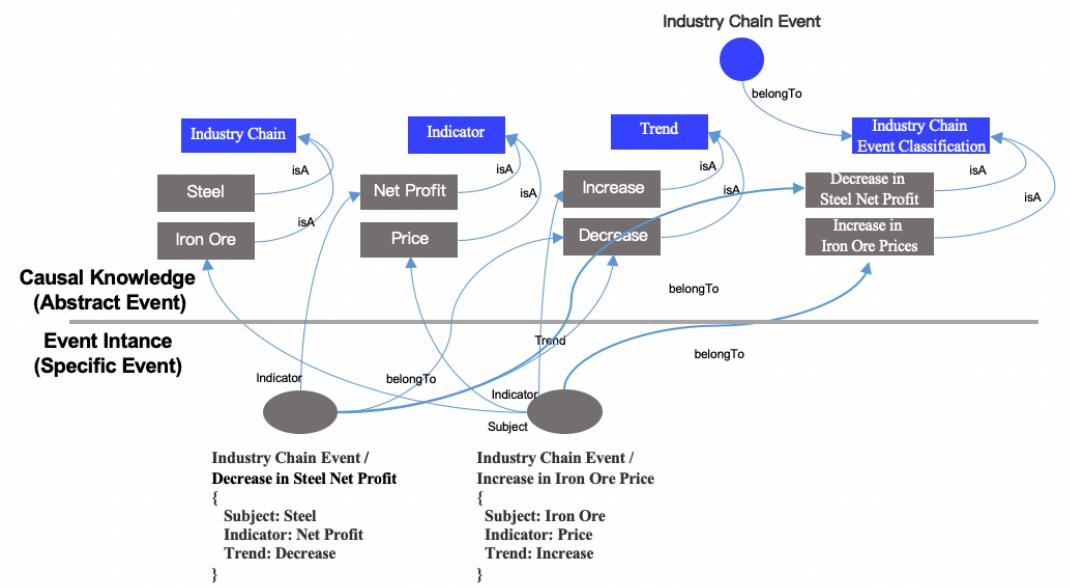 Industry Chain Event
belongTo
Industry Chain
Indicator
Trend
Industry Chain
Event Classification
isA
isA
isA
isA
Steel
Net Profit
Increase
Decrease in
Steel Net Profit
isA
isA
isA
isA
Iron Ore
Price
Decrease
Increase in
Iron Ore Prices
Causal Knowledge
(Abstract Event)
belongTo
Event Intance
(Specific Event)
Trend
belongTo
Indicator
belongTo
Indicator
Subject
Industry Chain Event /
Decrease in Steel Net Profit
{
Subject: Steel
Indicator: Net Profit
Trend: Decrease
}
Industry Chain Event /
Increase in Iron Ore Price
{
Subject: Iron Ore
Indicator: Price
Trend: Increase
}